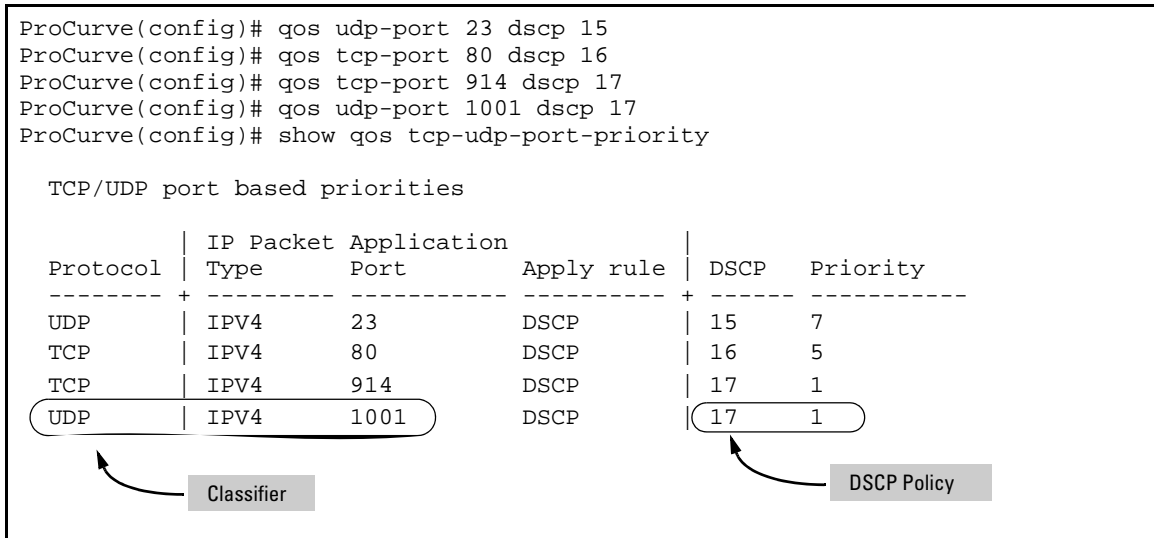 ProCurve(config)# qos udp-port 23 dscp 15
ProCurve(config)# qos tcp-port 80 dscp 16
ProCurve(config)# qos tcp-port 914 dscp 17
ProCurve(config)# qos udp-port 1001 dscp 17
ProCurve(config)# show qos tcp-udp-port-priority
TCP/UDP port based priorities
| IP Packet Application |
Protocol | Type Port Apply rule | DSCP Priority
-------- + --------- ----------- ---------- + ------ -----------
UDP | IPV4 23 DSCP | 15 7
TCP | IPV4 80 DSCP | 16 5
TCP | IPV4 914 DSCP | 17 1
UDP | IPV4 1001 DSCP | 17 1
Classifier
DSCP Policy